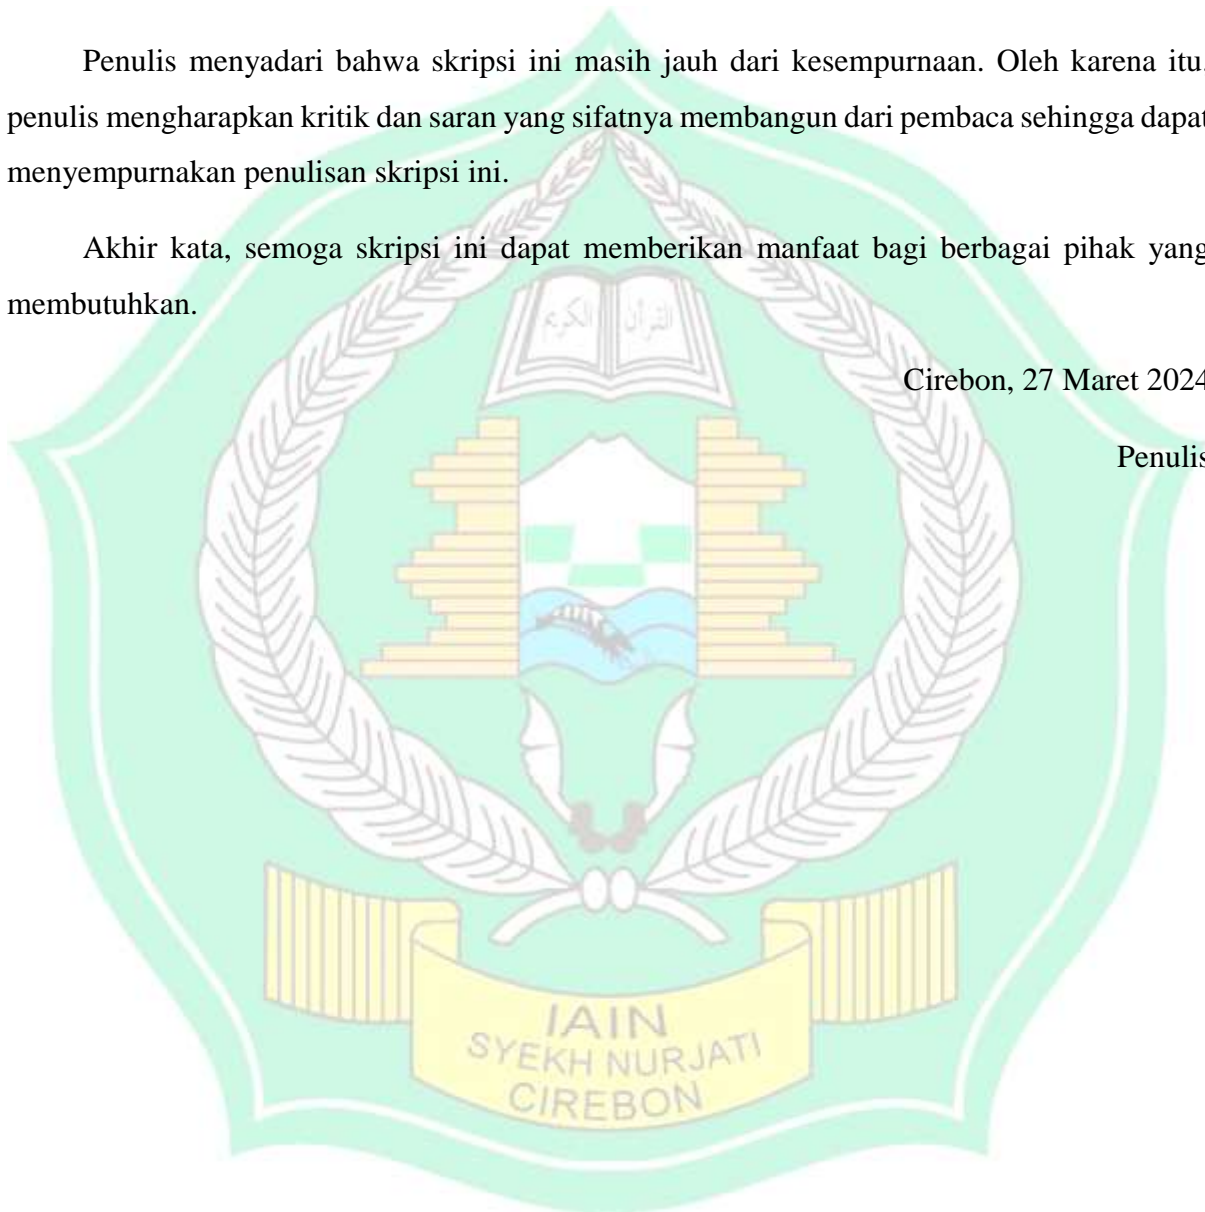 Penulis menyadari bahwa skripsi ini masih jauh dari kesempurnaan. Oleh karena itu,
penulis mengharapkan kritik dan saran yang sifatnya membangun dari pembaca sehingga dapat
menyempurnakan penulisan skripsi ini.
Akhir kata, semoga skripsi ini dapat memberikan manfaat bagi berbagai pihak yang
membutuhkan.
القرآن الكريم
Cirebon, 27 Maret 2024
Penulis
IAIN
SYEKH NURJATI
CIREBON